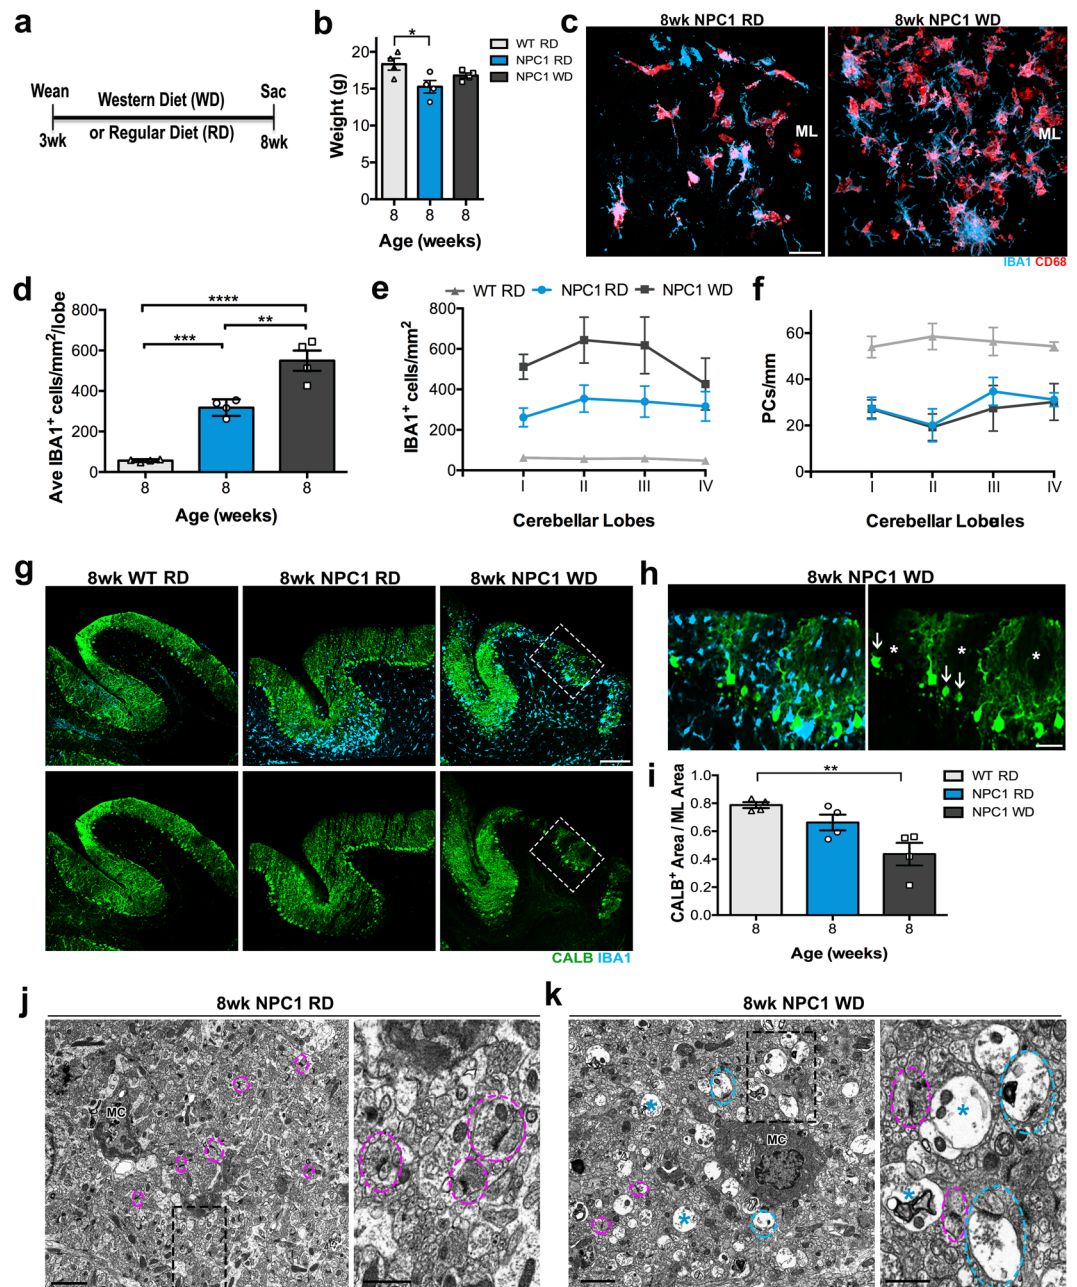 a
Wean
Western Diet (WD)
Sac
or Regular Diet (RD)
3wk
8wk
b
*
20
15
10
5
0
Weight (g)
8
8
8
Age (weeks)
WT RD
NPC1 RD
NPC1 WD
c
8wk NPC1 RD
8wk NPC1 WD
ML
ML
IBA1 CD68
d
****
***
**
800
600
400
200
0
Ave IBA1+ cells/mm2/lobe
8
8
8
Age (weeks)
e
WT RD
NPC1 RD
NPC1 WD
800
600
400
200
0
IBA1+ cells/mm2
I
II
III
IV
Cerebellar Lobes
f
60
40
20
0
PCs/mm
I
II
III
IV
g
8wk WT RD
8wk NPC1 RD
8wk NPC1 WD
CALB IBA1
h
8wk NPC1 WD
*
*
*
i
**
1.0
0.8
0.6
0.4
0.2
0.0
CALB+ Area / ML Area
8
8
8
Age (weeks)
WT RD
NPC1 RD
NPC1 WD
j
8wk NPC1 RD
MC
k
8wk NPC1 WD
*
*
*
MC
*
*